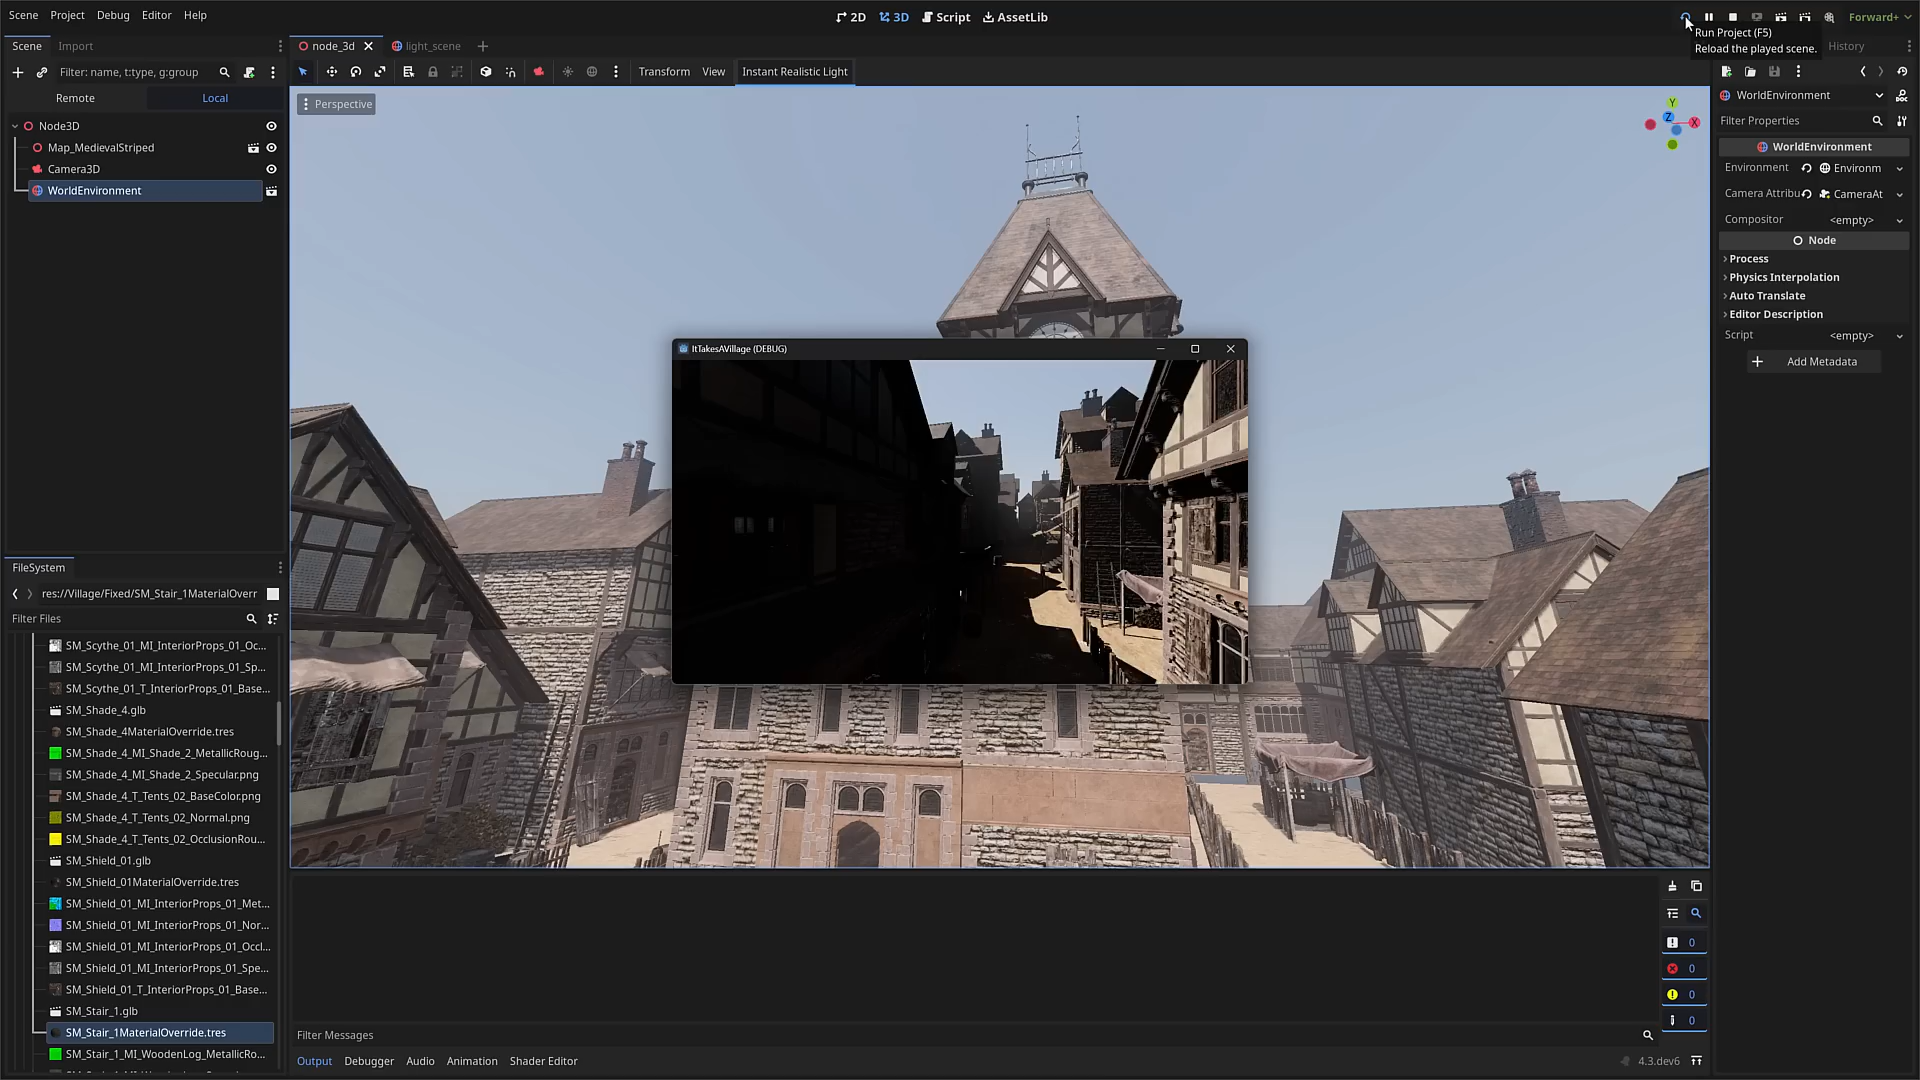 Scene Project Debug Editor Help
2D 3D Script AssetLib
Forward+
Run Project (F5)
Reload the played scene.
Scene Import
node_3d light_scene
History
Filter: name, t:type, g:group
Transform View Instant Realistic Light
Remote Local
Perspective
Y
Z
X
Node3D
Map_MedievalStriped
Camera3D
WorldEnvironment
WorldEnvironment
Filter Properties
WorldEnvironment
Environment Environm
Camera Attribu CameraAt
Compositor <empty>
Node
Process
Physics Interpolation
Auto Translate
Editor Description
Script <empty>
Add Metadata
ItTakesAVillage (DEBUG)
FileSystem
res://Village/Fixed/SM_Stair_1MaterialOverr
Filter Files
SM_Scythe_01_MI_InteriorProps_01_Oc...
SM_Scythe_01_MI_InteriorProps_01_Sp...
SM_Scythe_01_T_InteriorProps_01_Base...
SM_Shade_4.glb
SM_Shade_4MaterialOverride.tres
SM_Shade_4_MI_Shade_2_MetallicRoug...
SM_Shade_4_MI_Shade_2_Specular.png
SM_Shade_4_T_Tents_02_BaseColor.png
SM_Shade_4_T_Tents_02_Normal.png
SM_Shade_4_T_Tents_02_OcclusionRou...
SM_Shield_01.glb
SM_Shield_01MaterialOverride.tres
SM_Shield_01_MI_InteriorProps_01_Met...
SM_Shield_01_MI_InteriorProps_01_Nor...
SM_Shield_01_MI_InteriorProps_01_Occl...
SM_Shield_01_MI_InteriorProps_01_Spe...
SM_Shield_01_T_InteriorProps_01_Base...
SM_Stair_1.glb
SM_Stair_1MaterialOverride.tres
SM_Stair_1_MI_WoodenLog_MetallicRo...
0
0
0
0
Filter Messages
Output Debugger Audio Animation Shader Editor
4.3.dev6